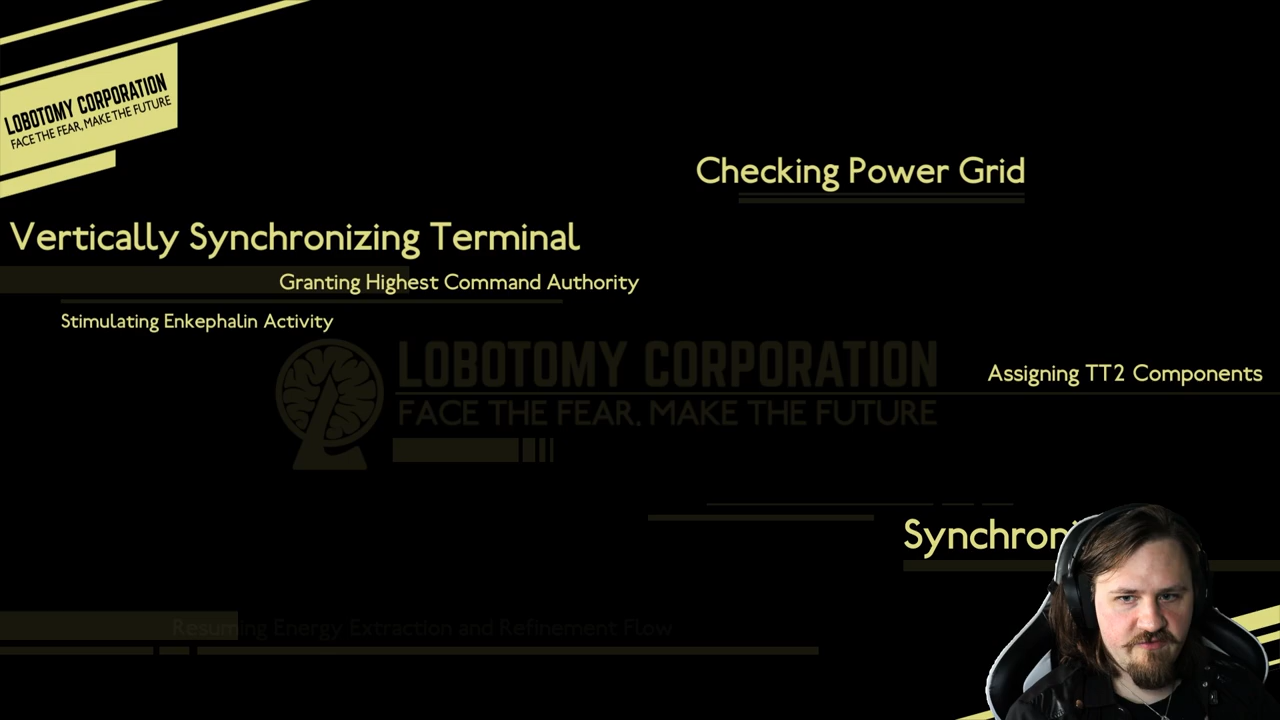 LOBOTOMY CORPORATION
FACE THE FEAR, MAKE THE FUTURE
Checking Power Grid
Vertically Synchronizing Terminal
Granting Highest Command Authority
Stimulating Enkephalin Activity
LOBOTOMY CORPORATION
FACE THE FEAR, MAKE THE FUTURE
Assigning TT2 Components
Resuming Energy Extraction and Refinement Flow